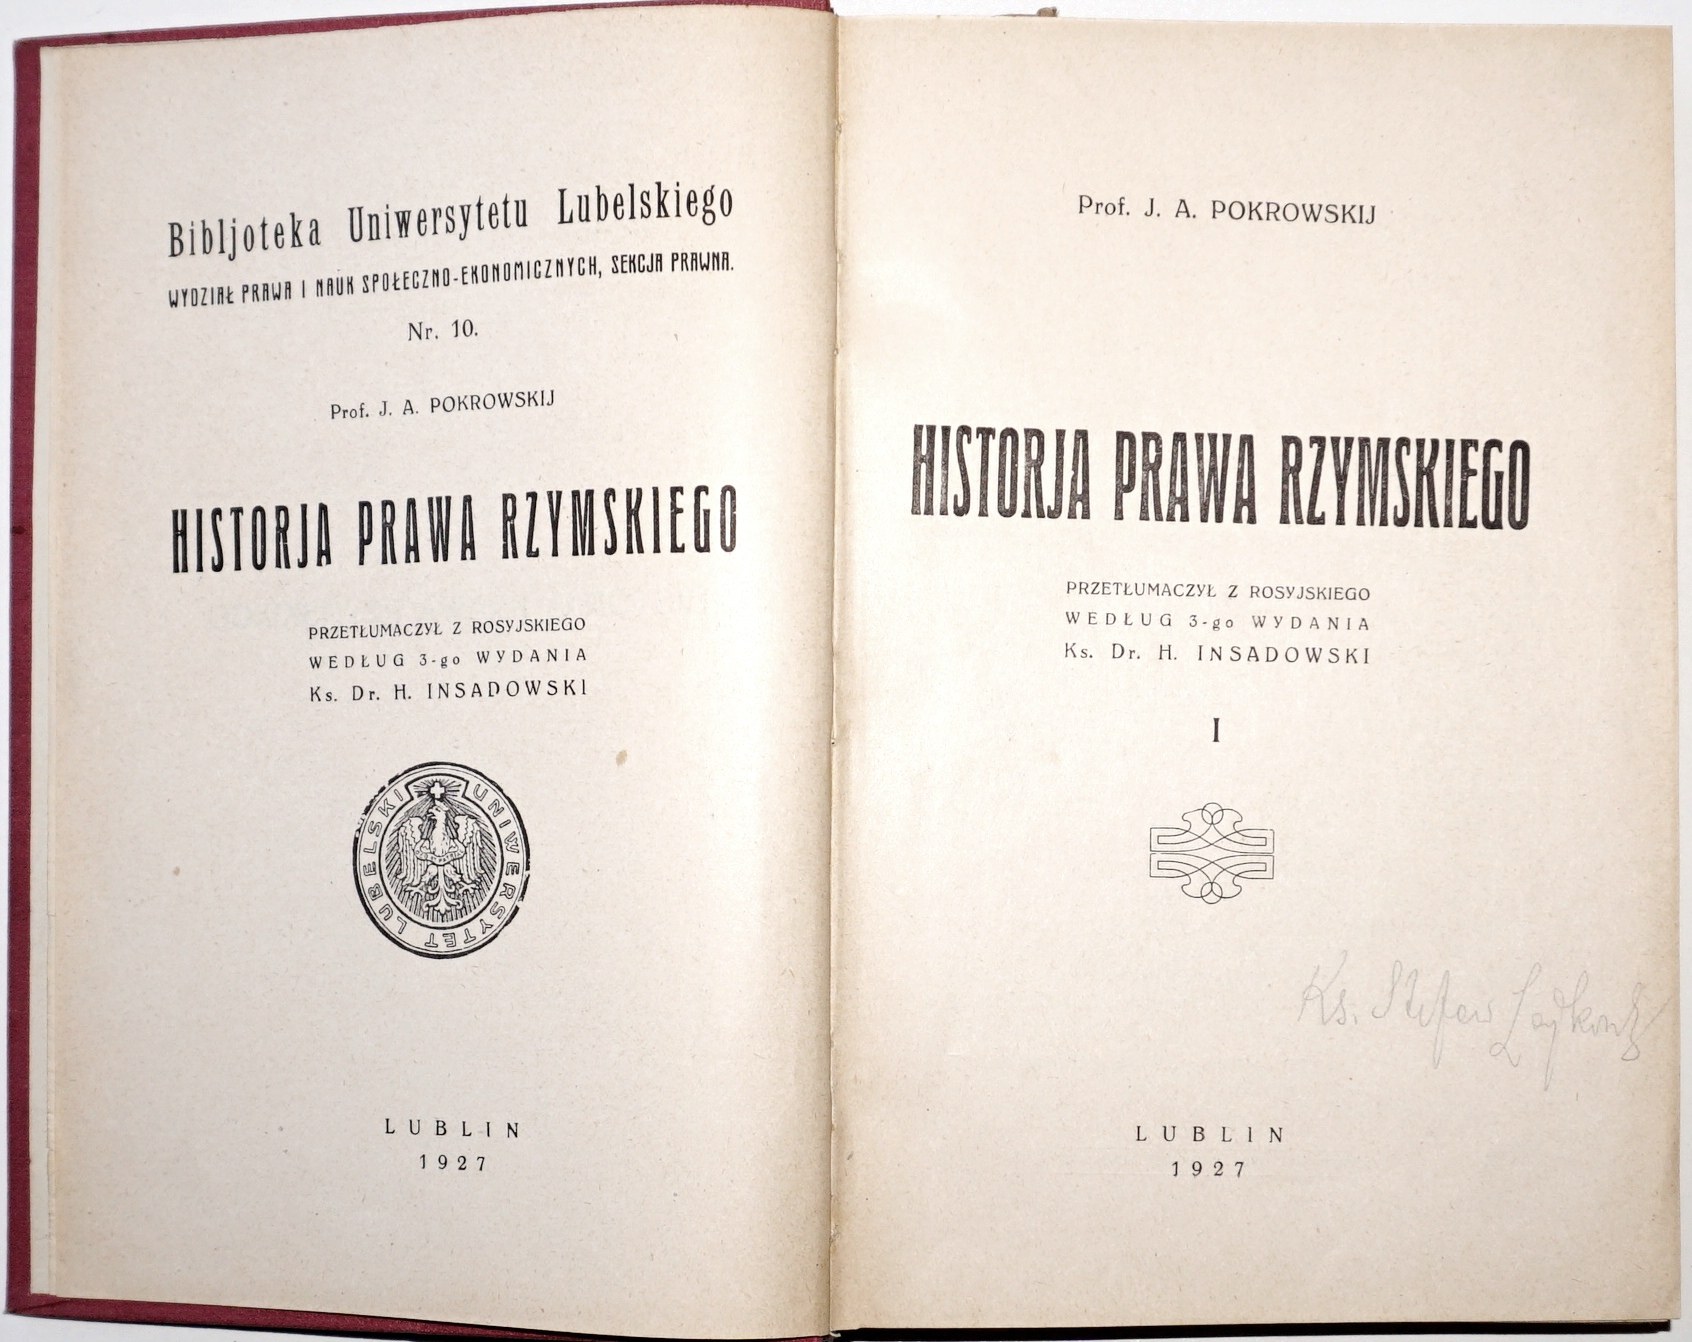 Bibljoteka Uniwersytetu Lubelskiego
WYDZIAŁ PRAWA I NAUK SPOŁECZNO-EKONOMICZNYCH, SEKCJA PRAWNA.
Nr. 10.
Prof. J. A. POKROWSKIJ
HISTORJA PRAWA RZYMSKIEGO
PRZETŁUMACZYŁ Z ROSYJSKIEGO
WEDŁUG 3-go WYDANIA
Ks. Dr. H. INSADOWSKI
UNIWERSYTET LUBELSKI
LUBLIN
1927
Prof. J. A. POKROWSKIJ
HISTORJA PRAWA RZYMSKIEGO
PRZETŁUMACZYŁ Z ROSYJSKIEGO
WEDŁUG 3-go WYDANIA
Ks. Dr. H. INSADOWSKI
I
Ks. Stefan
LUBLIN
1927